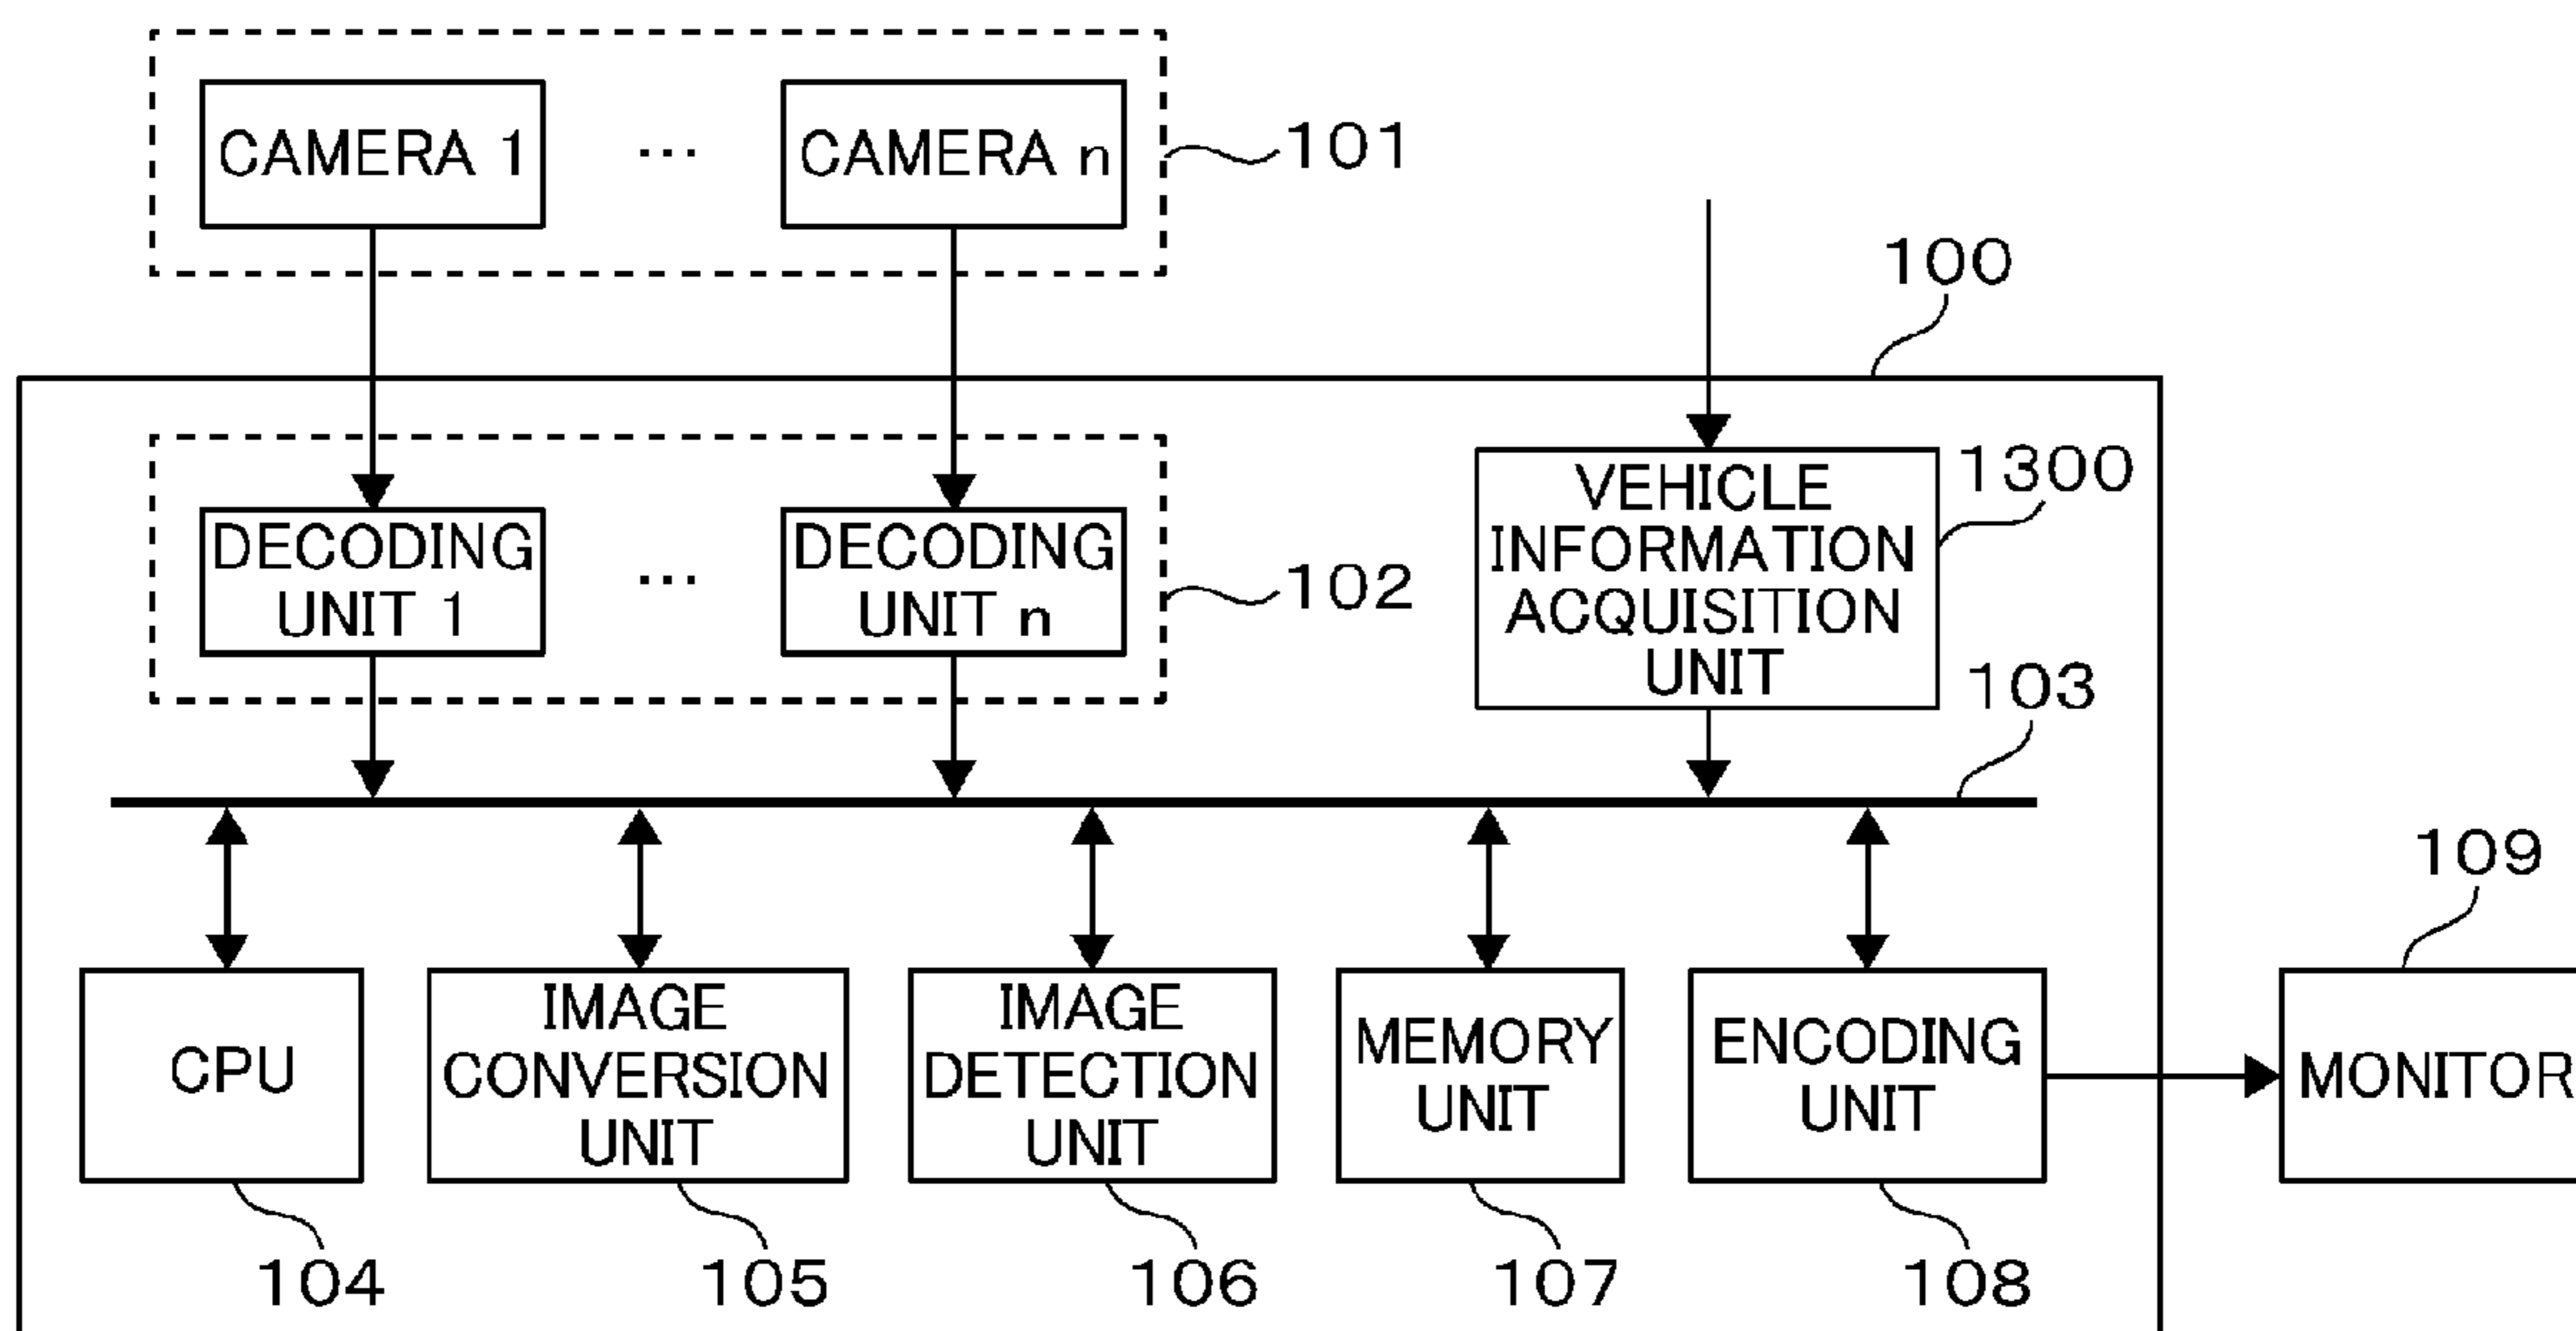 CAMERA 1
...
CAMERA n
101
100
DECODING
UNIT 1
...
DECODING
UNIT n
102
VEHICLE
INFORMATION
ACQUISITION
UNIT
1300
103
109
CPU
IMAGE
CONVERSION
UNIT
IMAGE
DETECTION
UNIT
MEMORY
UNIT
ENCODING
UNIT
MONITOR
104
105
106
107
108